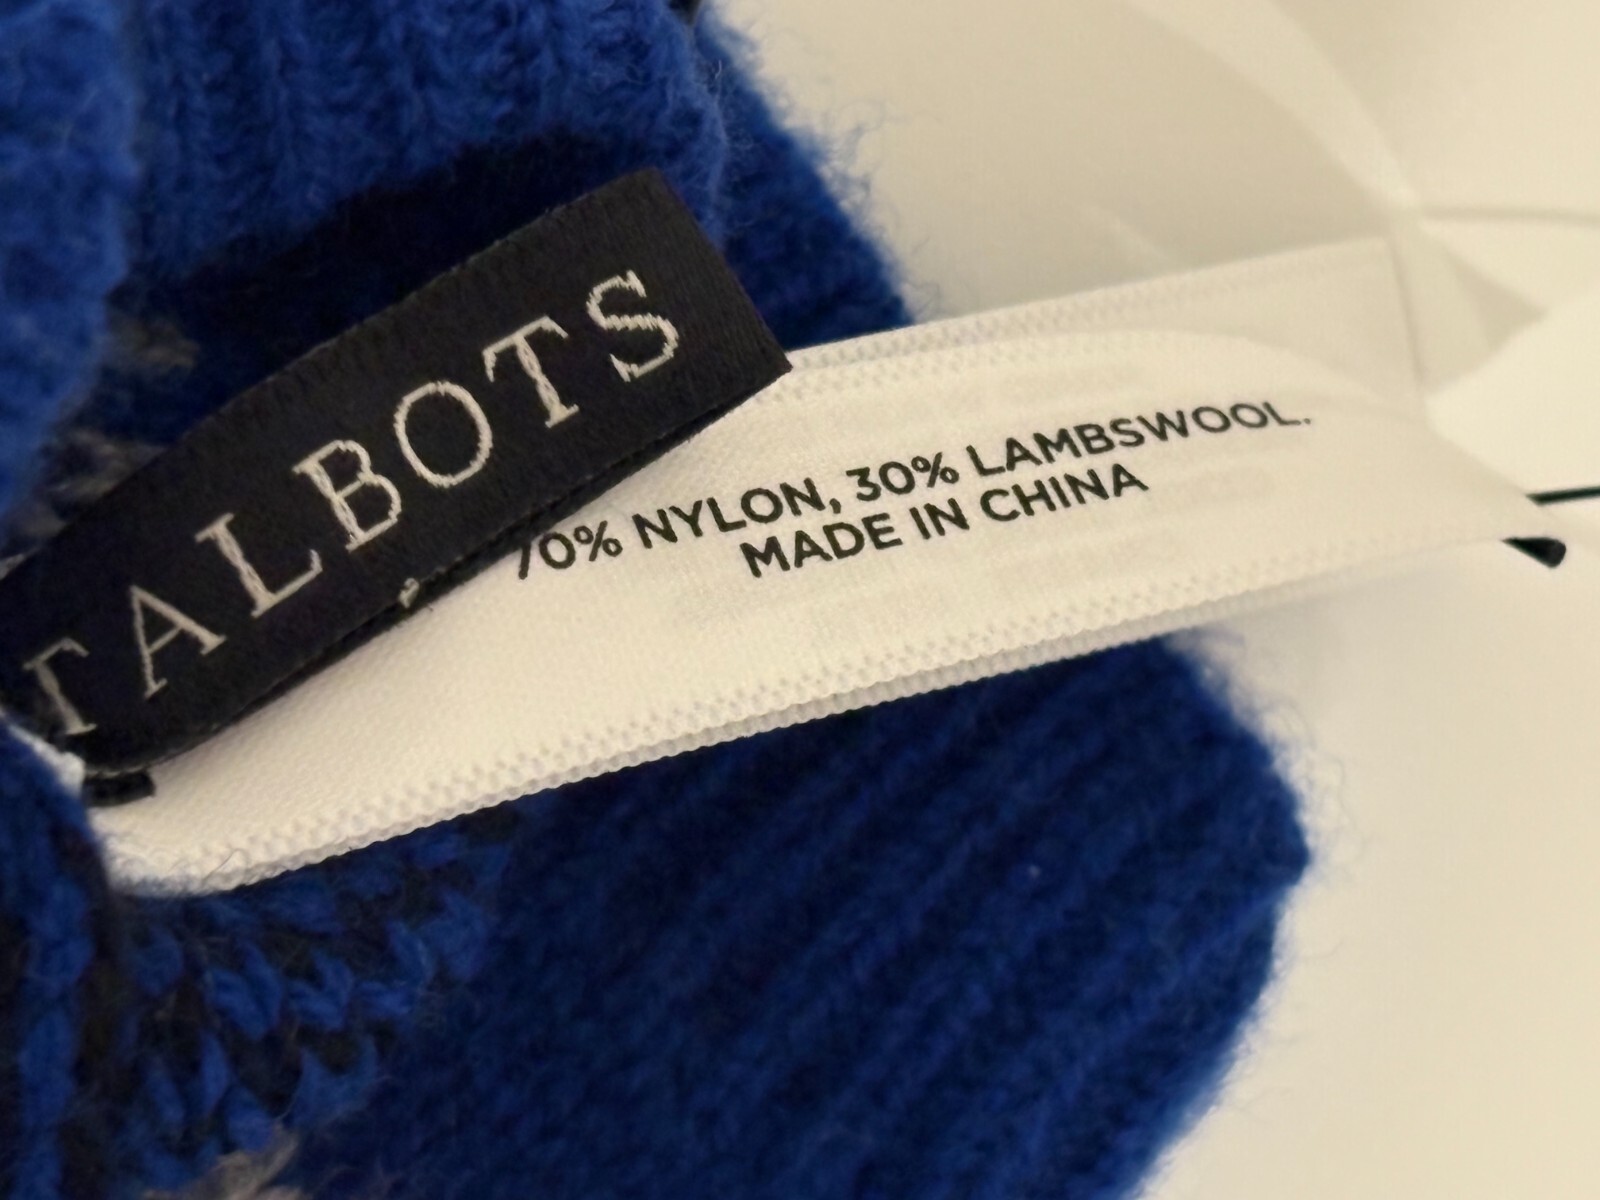 TALBOTS
70% NYLON, 30% LAMBSWOOL.
MADE IN CHINA